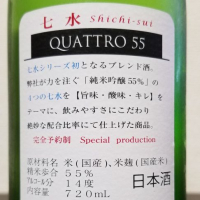 七水 Shichi-sui
QUATTRO 55
七水シリーズ初となるブレンド酒。
弊社が力を注ぐ「純米吟醸55%」の
4つの七水を【旨味・酸味・キレ】を
テーマに、飲みやすさにこだわり
絶妙な配合比率にて仕上げた商品。
完全予約制 Special production
原材料名 米(国産)、米麹(国産米)
精米歩合 55%
アルコール分 14度
内容量 720mL
日本酒